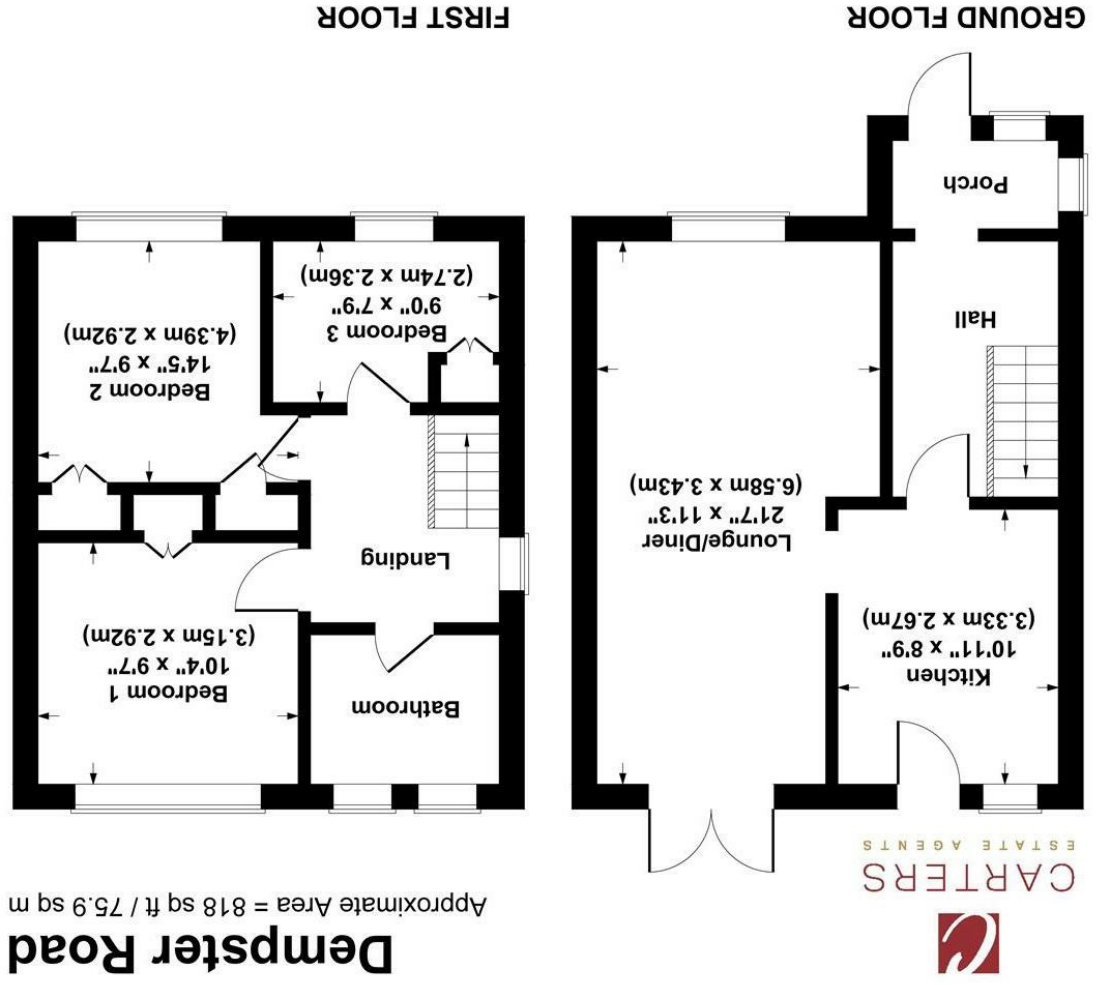 Dempster Road
Approximate Area = 818 sq ft / 75.9 sq m
CARTERS
ESTATE AGENTS
Kitchen
10'11" x 8'9"
(3.33m x 2.67m)
Lounge/Diner
21'7" x 11'3"
(6.58m x 3.43m)
Hall
Porch
GROUND FLOOR
Bathroom
Bedroom 1
10'4" x 9'7"
(3.15m x 2.92m)
Landing
Bedroom 2
14'5" x 9'7"
(4.39m x 2.92m)
Bedroom 3
9'0" x 7'9"
(2.74m x 2.36m)
FIRST FLOOR